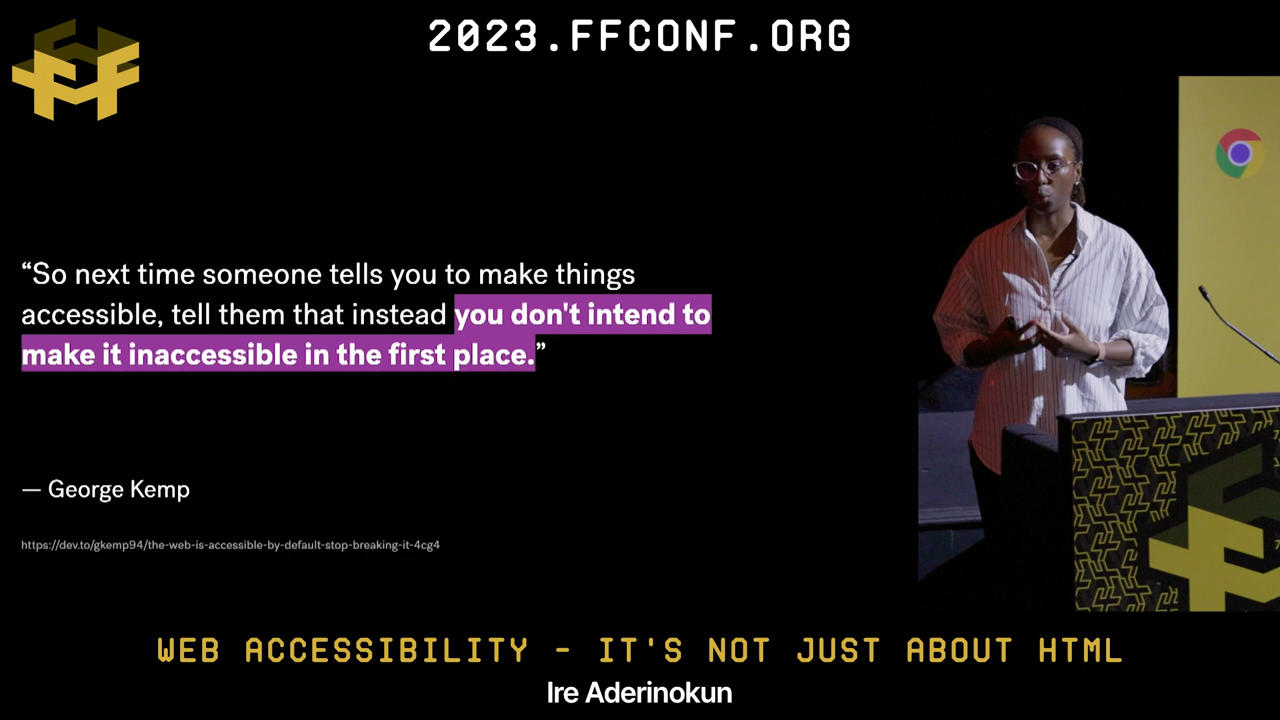 2023.FFCONF.ORG
“So next time someone tells you to make things
accessible, tell them that instead you don't intend to
make it inaccessible in the first place.”
— George Kemp
https://dev.to/gkemp94/the-web-is-accessible-by-default-stop-breaking-it-4cg4
WEB ACCESSIBILITY - IT'S NOT JUST ABOUT HTML
Ire Aderinokun